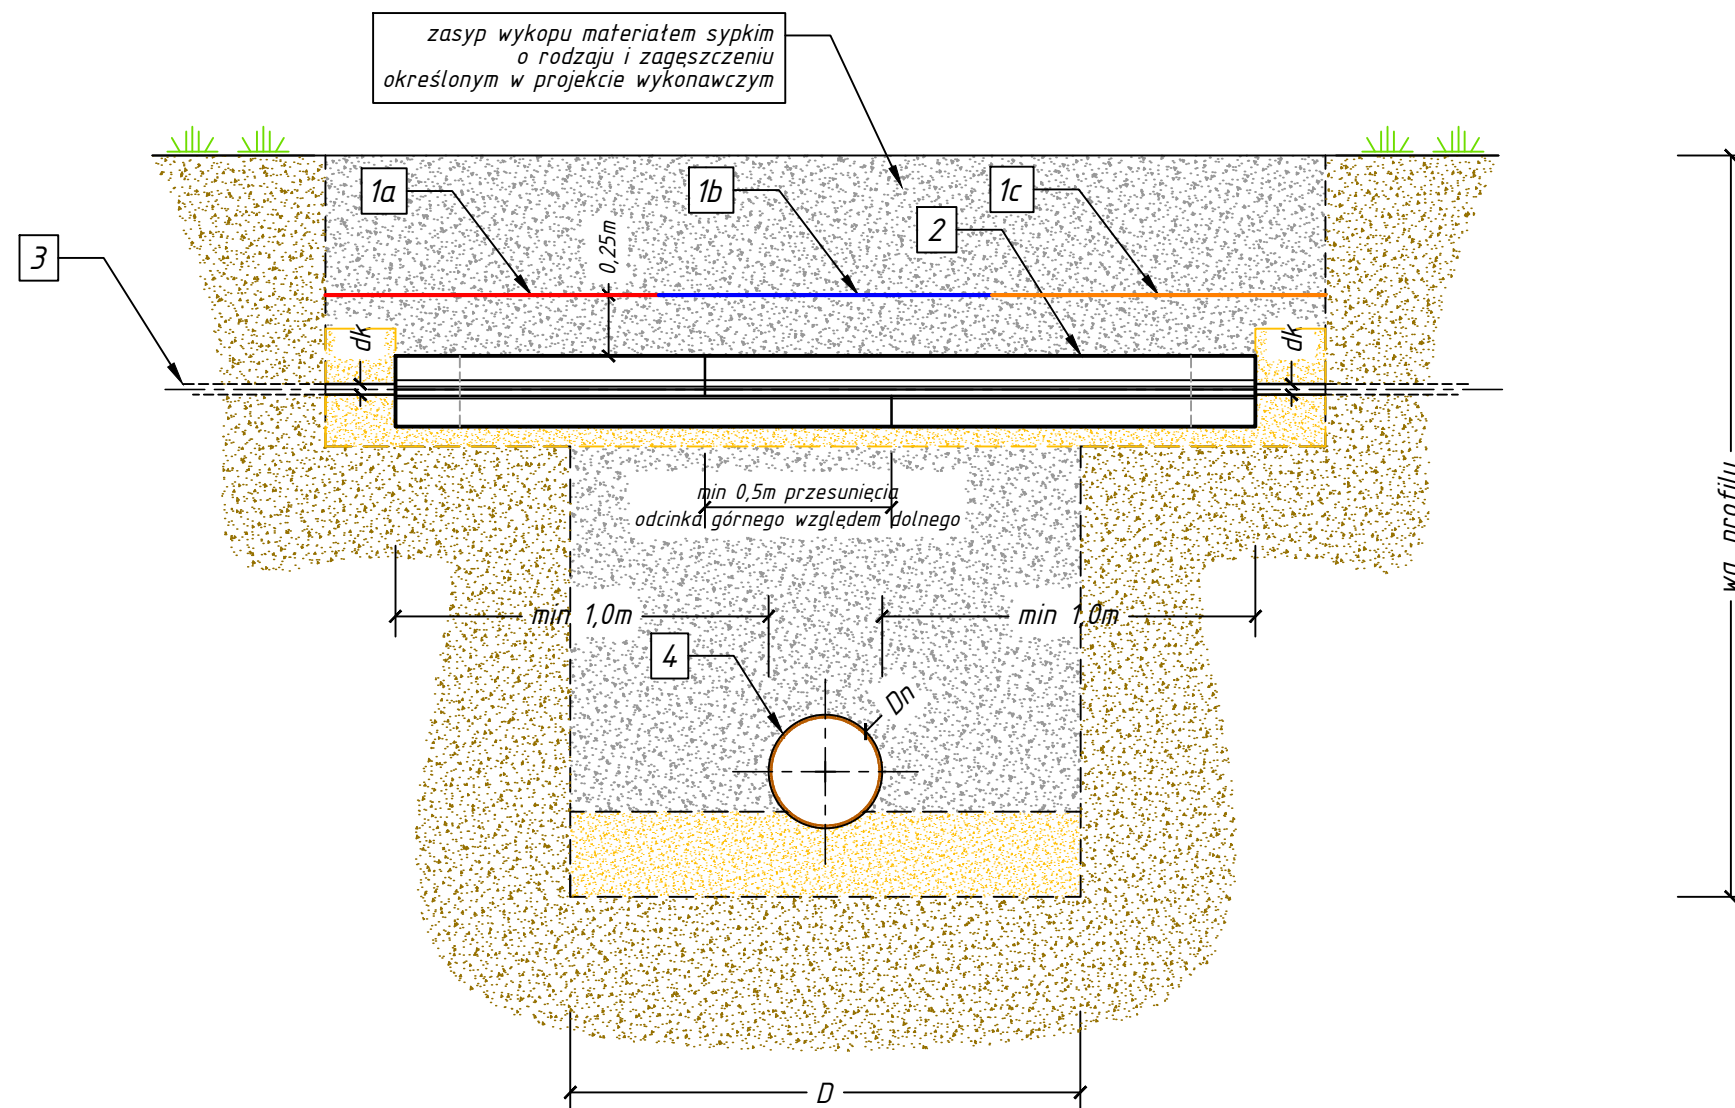 zasyp wykopu materiałem sypkim
o rodzaju i zagęszczeniu
określonym w projekcie wykonawczym
1a
1b
1c
2
3
0,25m
dk
dk
min 0,5m przesunięcia
odcinka górnego względem dolnego
min 1,0m
min 1,0m
4
Dn
D
wg profilu